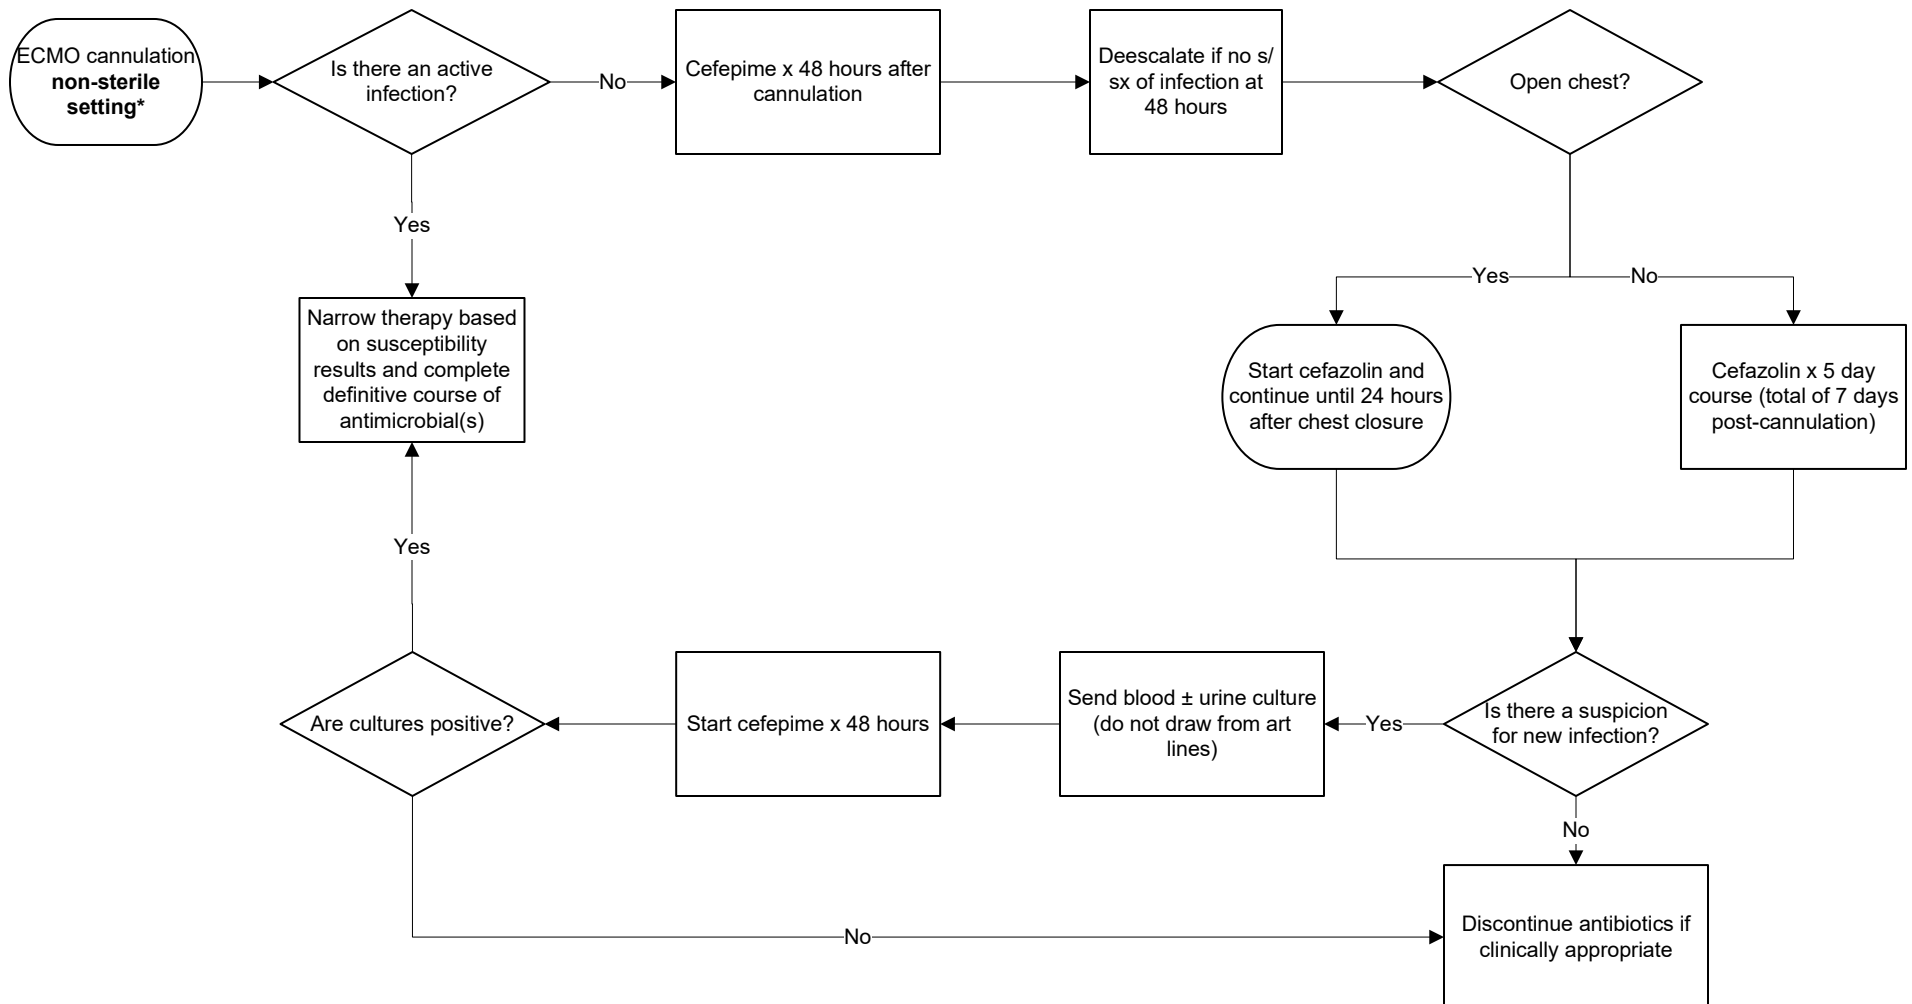 ECMO cannulation
non-sterile
setting*
Is there an active
infection?
No
Cefepime x 48 hours after
cannulation
Deescalate if no s/
sx of infection at
48 hours
Open chest?
Yes
Narrow therapy based
on susceptibility
results and complete
definitive course of
antimicrobial(s)
Yes
No
Start cefazolin and
continue until 24 hours
after chest closure
Cefazolin x 5 day
course (total of 7 days
post-cannulation)
Yes
Are cultures positive?
Start cefepime x 48 hours
Send blood ± urine culture
(do not draw from art
lines)
Yes
Is there a suspicion
for new infection?
No
No
Discontinue antibiotics if
clinically appropriate